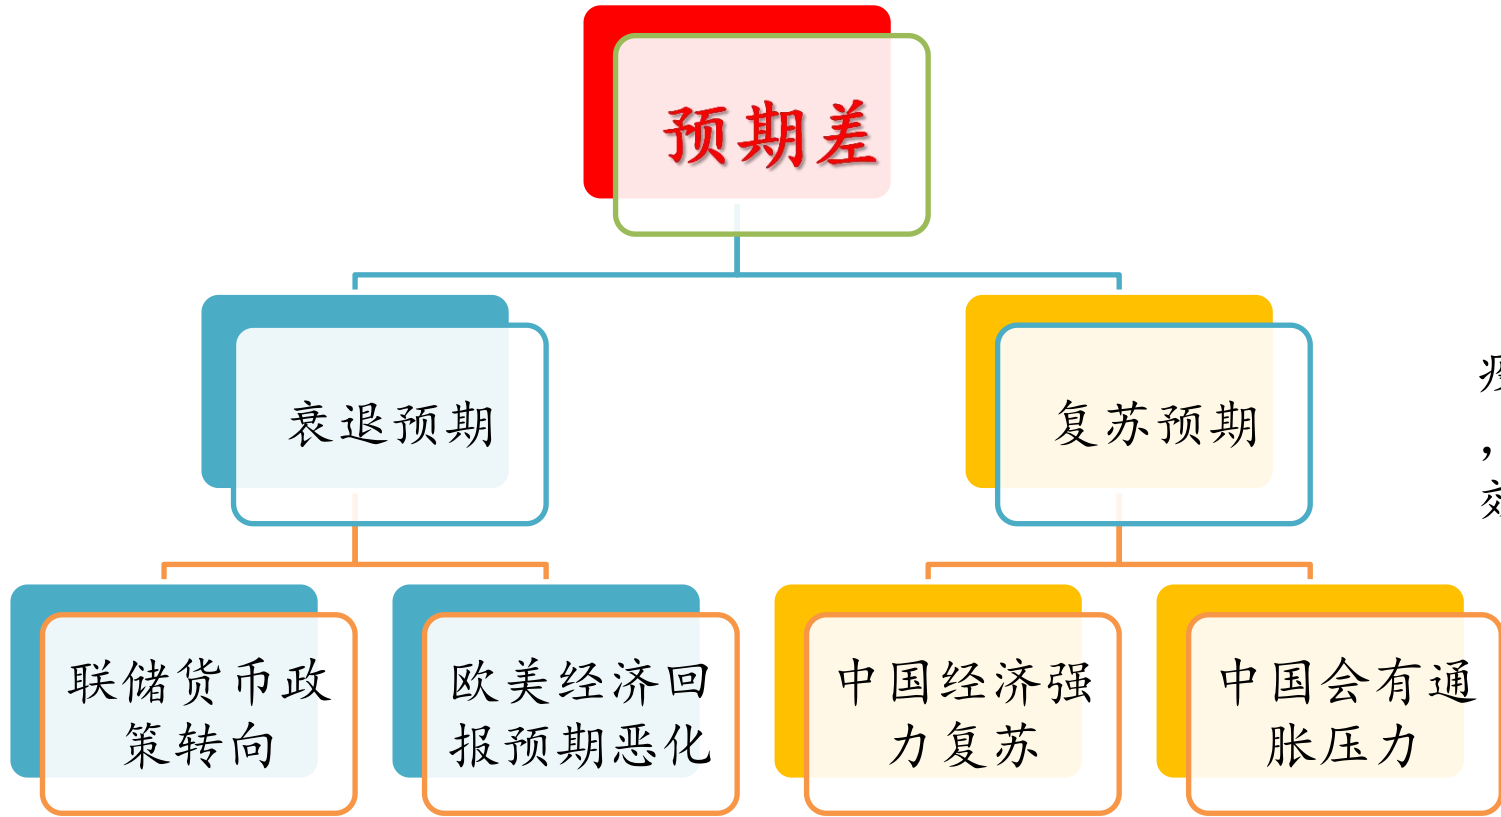 预期差
衰退预期
复苏预期
，
联储货币政
策转向
欧美经济回
报预期恶化
中国经济强
力复苏
中国会有通
胀压力